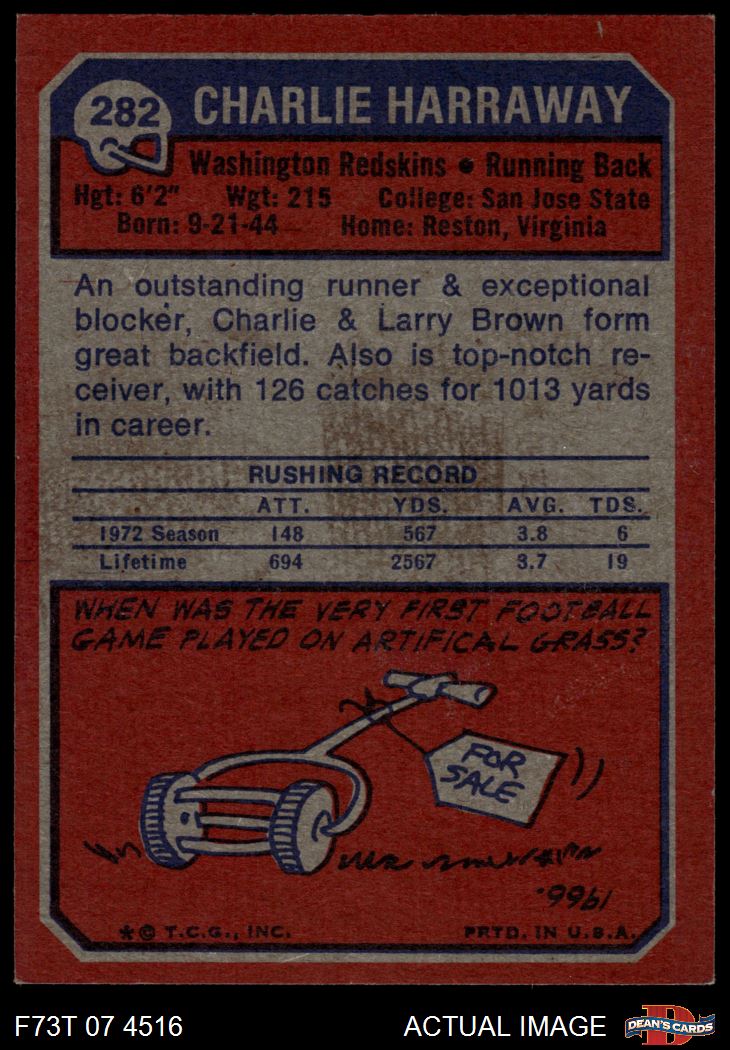 282 CHARLIE HARRAWAY
Washington Redskins • Running Back
Hgt: 6'2" Wgt: 215 College: San Jose State
Born: 9-21-44 Home: Reston, Virginia
An outstanding runner & exceptional
blocker, Charlie & Larry Brown form
great backfield. Also is top-notch re-
ceiver, with 126 catches for 1013 yards
in career.
RUSHING RECORD
ATT. YDS. AVG. TDS.
1972 Season 148 567 3.8 6
Lifetime 694 2567 3.7 19
WHEN WAS THE VERY FIRST FOOTBALL
GAME PLAYED ON ARTIFICAL GRASS?
FOR
SALE
1966.
* © T.C.G., INC. PRTD. IN U.S.A.
F73T 07 4516 ACTUAL IMAGE
D
DEAN'S CARDS